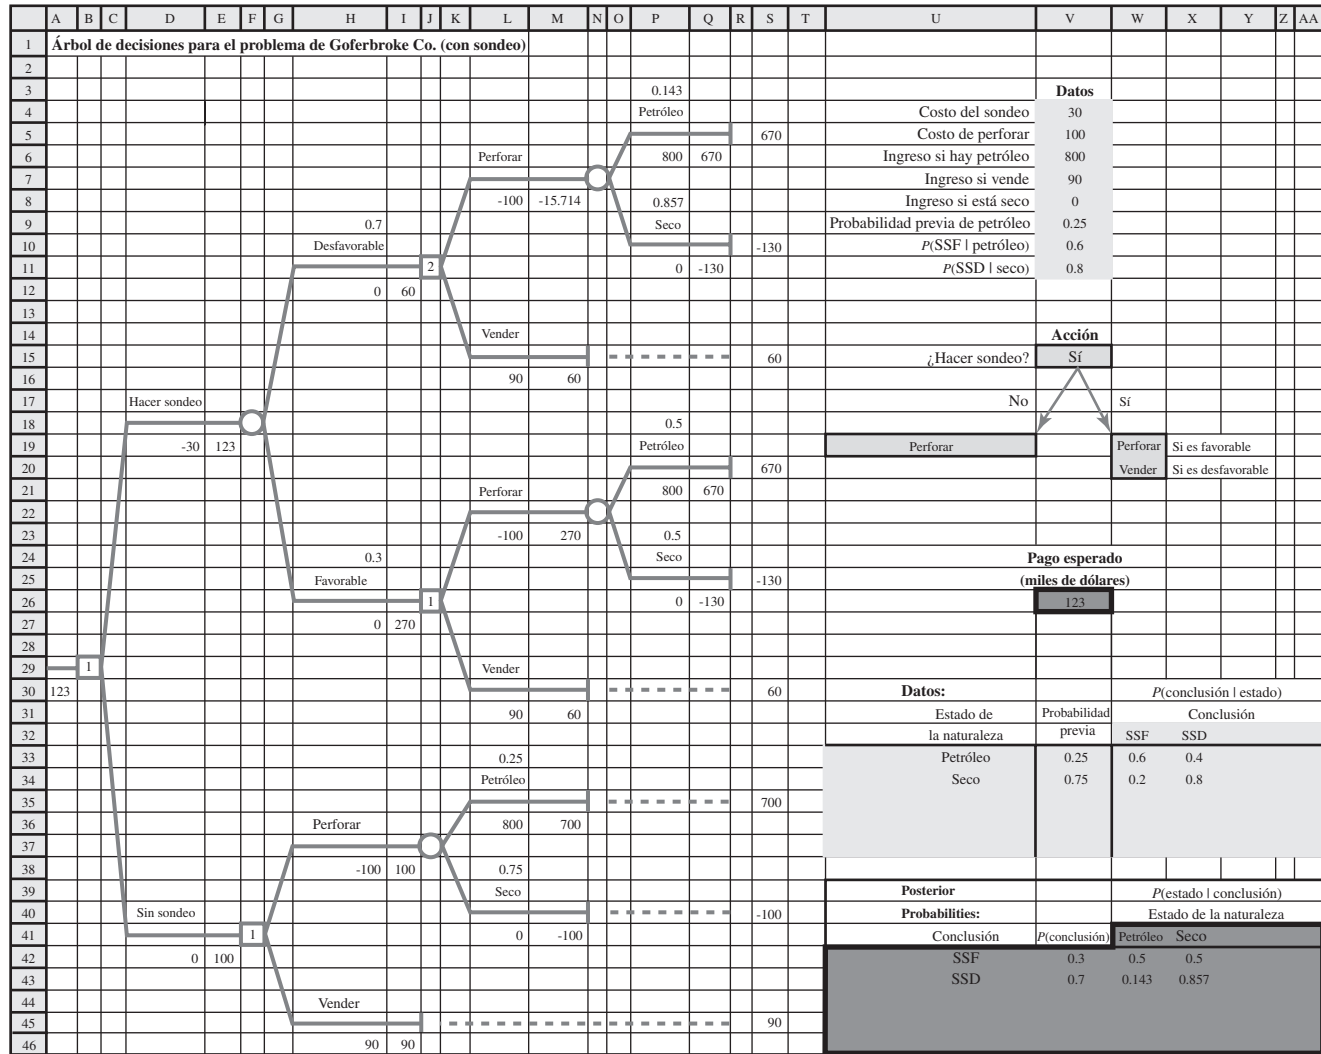 A B C D E F G H I J K L M N O P Q R S T U V W X Y Z AA
1 Árbol de decisiones para el problema de Goferbroke Co. (con sondeo)
2
3 0.143 Datos
4 Petróleo Costo del sondeo 30
5 670 Costo de perforar 100
6 Perforar 800 670 Ingreso si hay petróleo 800
7 Ingreso si vende 90
8 -100 -15.714 0.857 Ingreso si está seco 0
9 0.7 Seco Probabilidad previa de petróleo 0.25
10 Desfavorable -130 P(SSF | petróleo) 0.6
11 2 0 -130 P(SSD | seco) 0.8
12 0 60
13
14 Vender Acción
15 60 ¿Hacer sondeo? Sí
16 90 60
17 Hacer sondeo No Sí
18 0.5
19 -30 123 Petróleo Perforar Perforar Si es favorable
20 670 Vender Si es desfavorable
21 Perforar 800 670
22
23 -100 270 0.5
24 0.3 Seco Pago esperado
25 Favorable -130 (miles de dólares)
26 1 0 -130 123
27 0 270
28
29 1 Vender
30 123 60 Datos: P(conclusión | estado)
31 90 60 Estado de Probabilidad Conclusión
32 la naturaleza previa SSF SSD
33 0.25 Petróleo 0.25 0.6 0.4
34 Petróleo Seco 0.75 0.2 0.8
35 700
36 Perforar 800 700
37
38 -100 100 0.75
39 Seco Posterior P(estado | conclusión)
40 Sin sondeo -100 Probabilities: Estado de la naturaleza
41 1 0 -100 Conclusión P(conclusión) Petróleo Seco
42 0 100 SSF 0.3 0.5 0.5
43 SSD 0.7 0.143 0.857
44 Vender
45 90
46 90 90